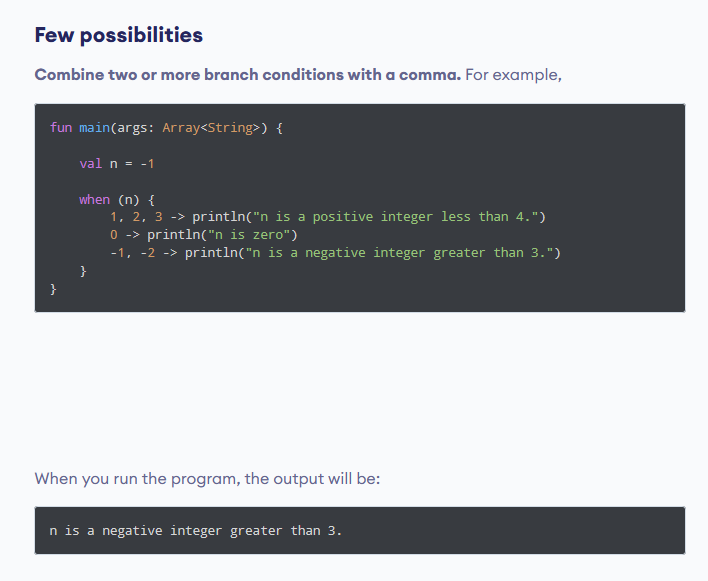 Few possibilities
Combine two or more branch conditions with a comma. For example,
fun main(args: Array<String>) {
    val n = -1
    when (n) {
        1, 2, 3 -> println("n is a positive integer less than 4.")
        0 -> println("n is zero")
        -1, -2 -> println("n is a negative integer greater than 3.")
    }
}
When you run the program, the output will be:
n is a negative integer greater than 3.